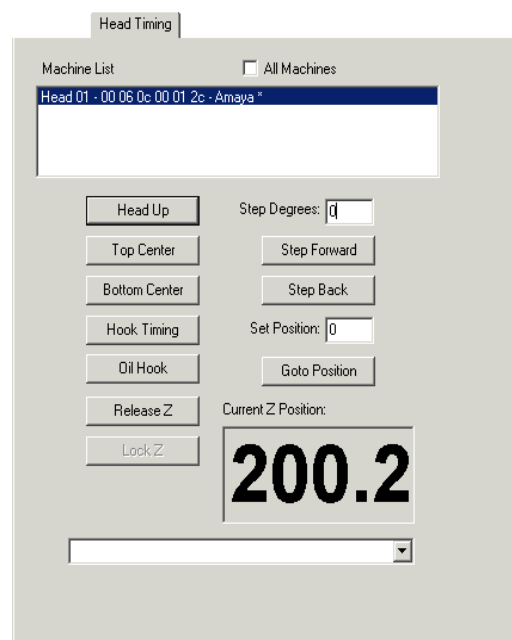 Head Timing
Machine List
All Machines
Head 01 - 00 06 0c 00 01 2c - Amaya *
Head Up
Step Degrees: 0
Top Center
Step Forward
Bottom Center
Step Back
Hook Timing
Set Position: 0
Oil Hook
Goto Position
Release Z
Current Z Position:
Lock Z
200.2